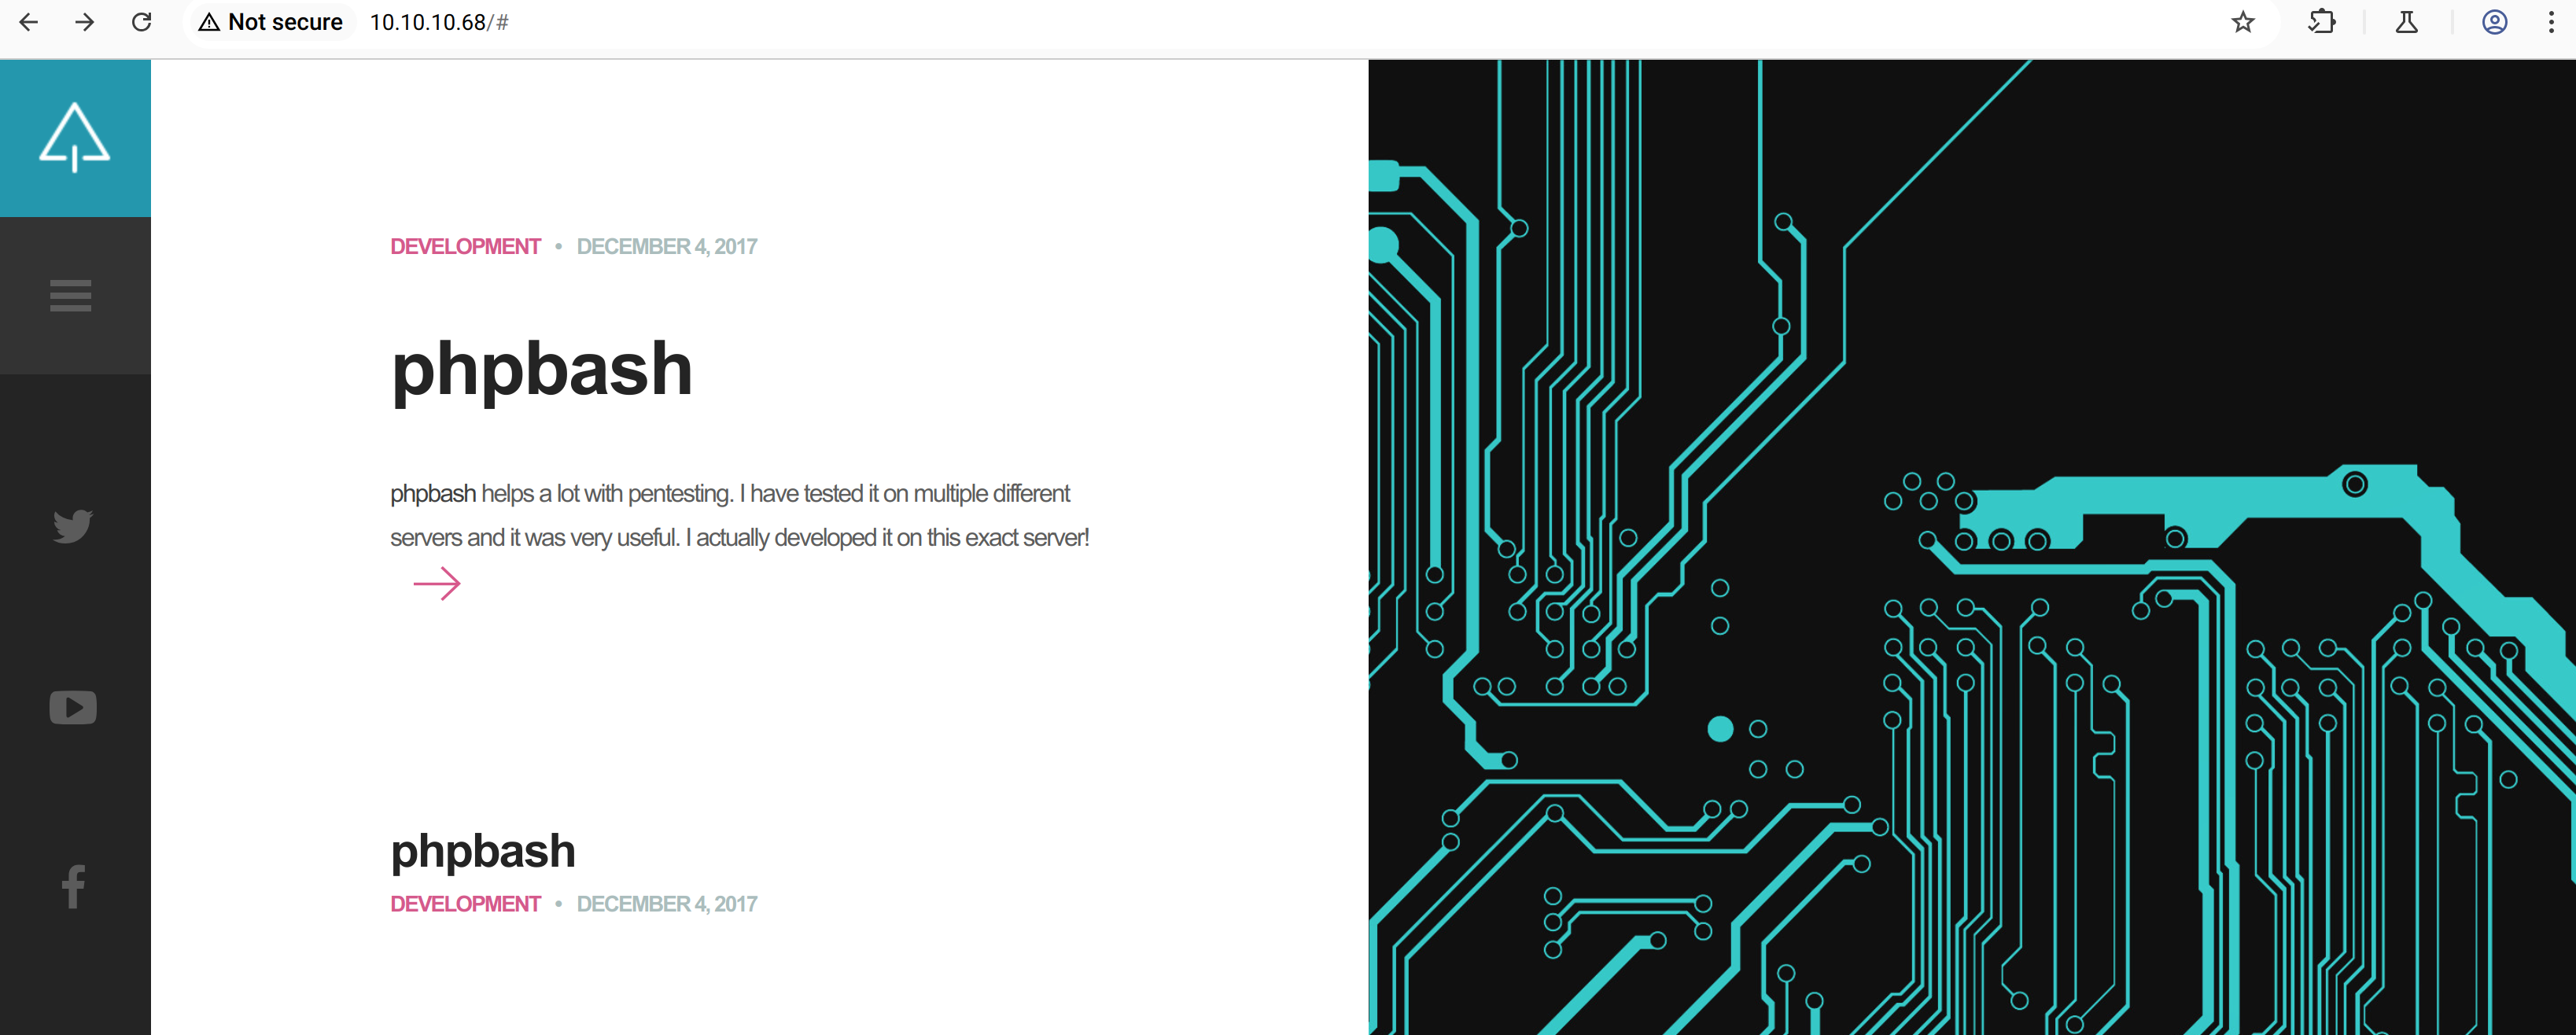 Not secure 10.10.10.68/#
DEVELOPMENT • DECEMBER 4, 2017
phpbash
phpbash helps a lot with pentesting. I have tested it on multiple different
servers and it was very useful. I actually developed it on this exact server!
phpbash
DEVELOPMENT • DECEMBER 4, 2017